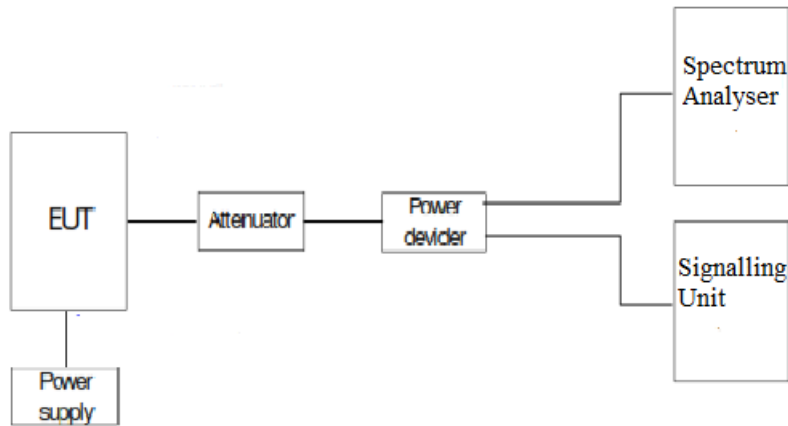 Spectrum
Analyser
EUT
Attenuator
Power
devider
Signalling
Unit
Power
supply